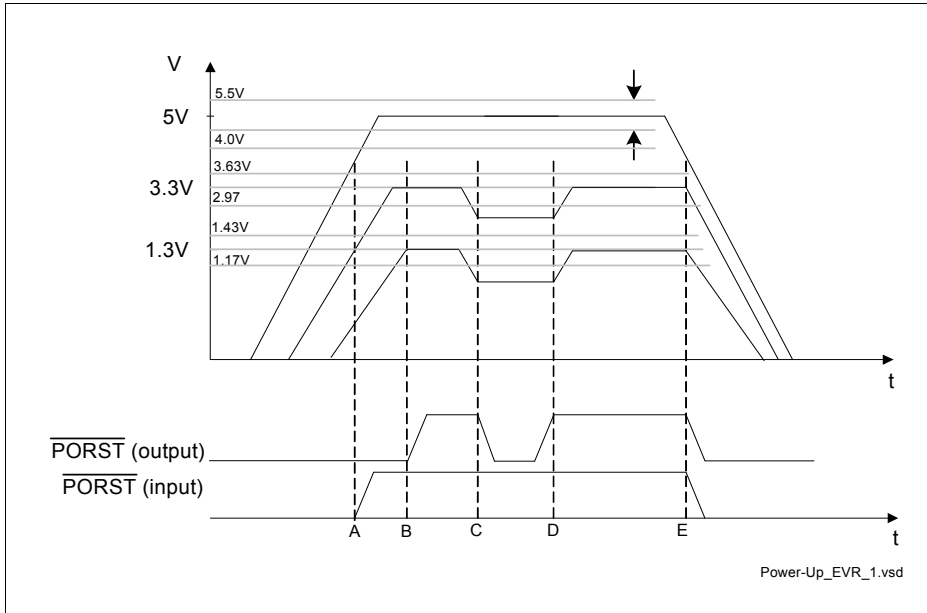 V
5.5V
5V
4.0V
3.63V
3.3V
2.97
1.43V
1.3V
1.17V
t
PORST (output)
PORST (input)
A B C D E
t
Power-Up_EVR_1.vsd